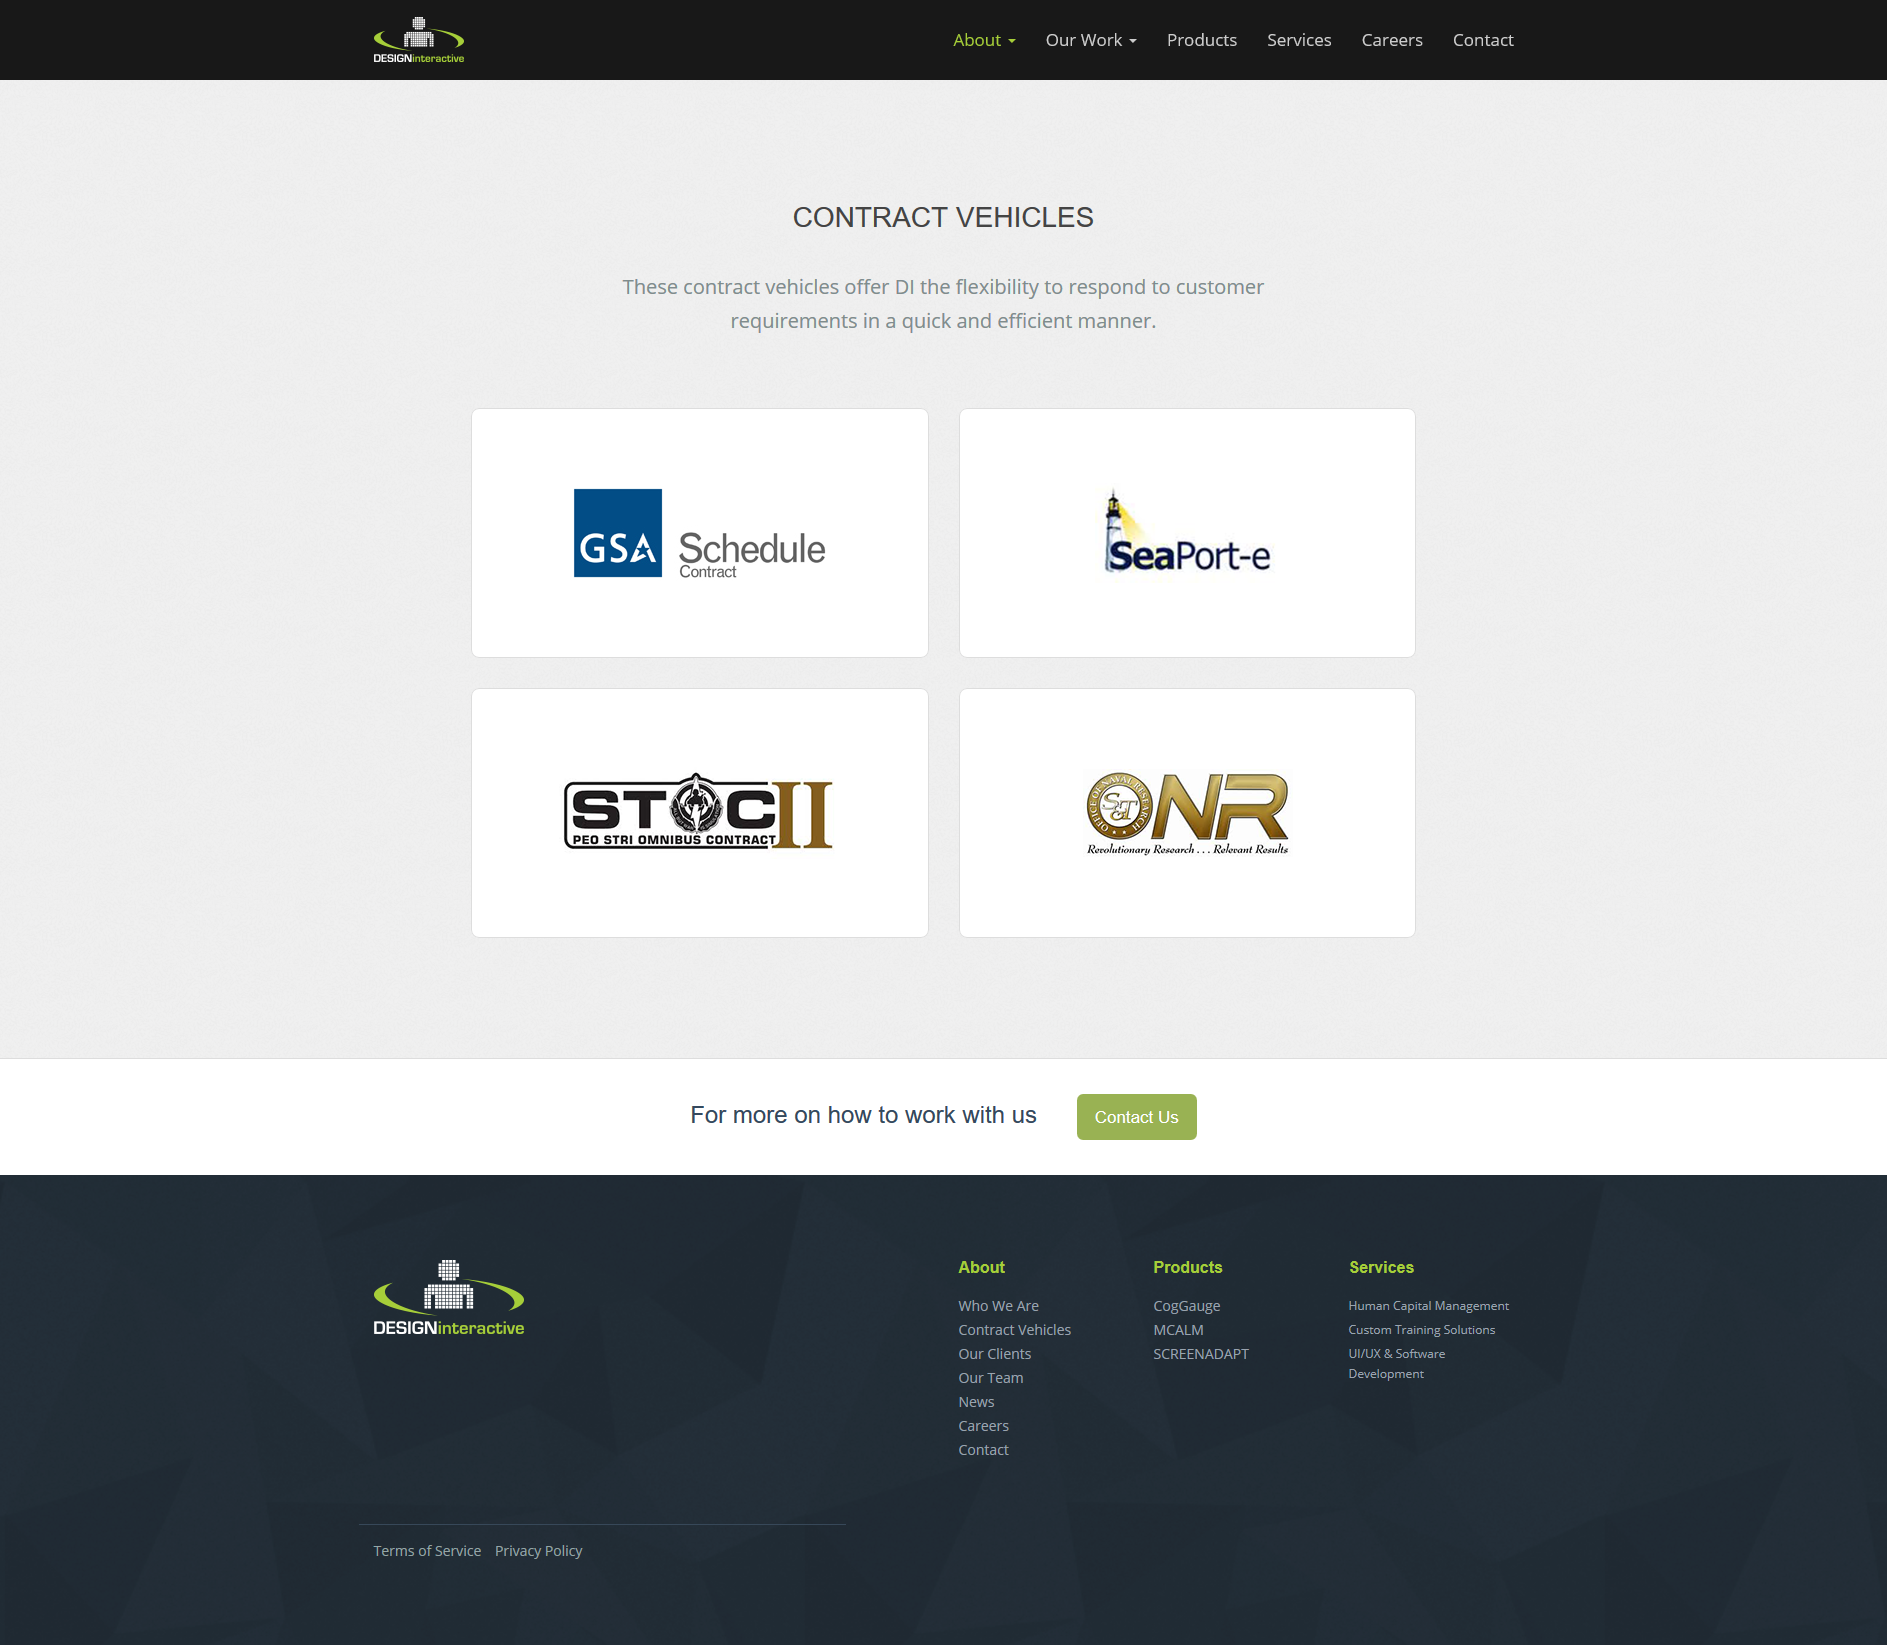 DESIGNinteractive
About
Our Work
Products
Services
Careers
Contact
CONTRACT VEHICLES
These contract vehicles offer DI the flexibility to respond to customer
requirements in a quick and efficient manner.
GSA Schedule
Contract
SeaPort-e
STOC II
PEO STRI OMNIBUS CONTRACT
ONR
OFFICE OF NAVAL RESEARCH
S&T
Revolutionary Research . . . Relevant Results
For more on how to work with us
Contact Us
DESIGNinteractive
About
Who We Are
Contract Vehicles
Our Clients
Our Team
News
Careers
Contact
Products
CogGauge
MCALM
SCREENADAPT
Services
Human Capital Management
Custom Training Solutions
UI/UX & Software
Development
Terms of Service
Privacy Policy